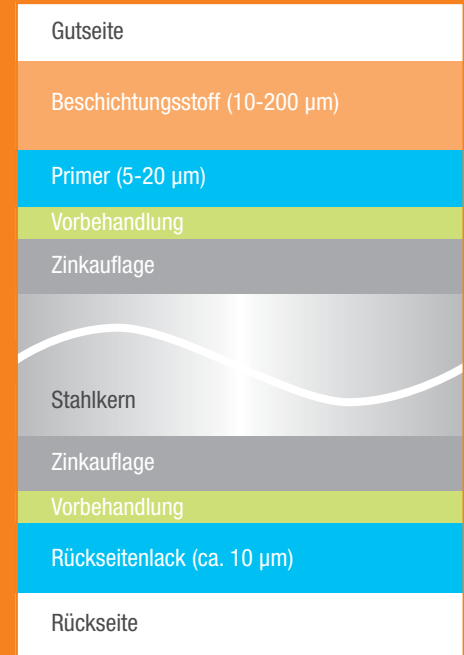 Gutseite
Beschichtungsstoff (10-200 µm)
Primer (5-20 µm)
Vorbehandlung
Zinkauflage
Stahlkern
Zinkauflage
Vorbehandlung
Rückseitenlack (ca. 10 µm)
Rückseite